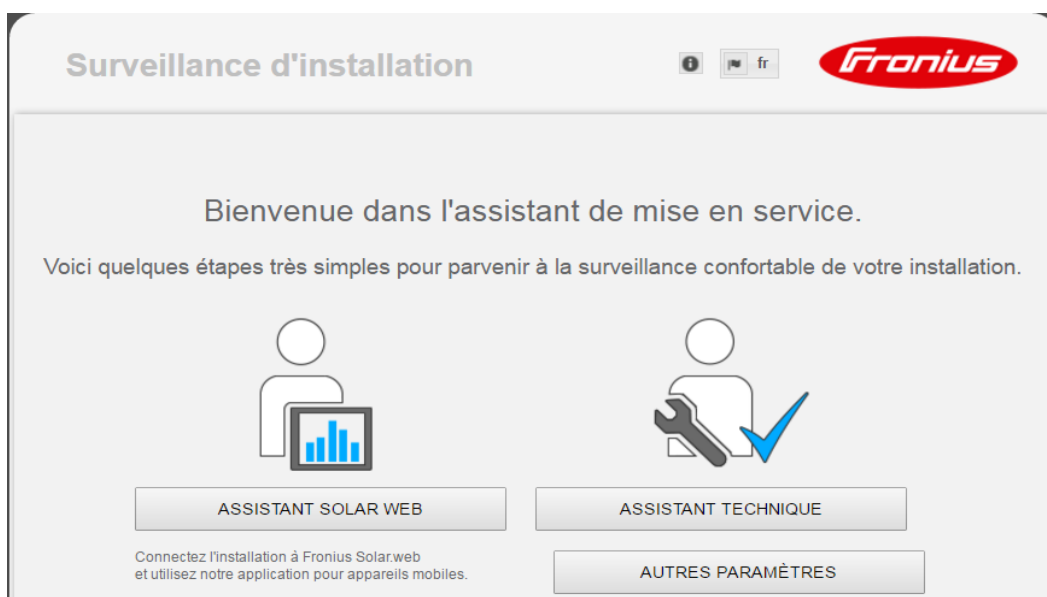 Surveillance d'installation
fr
Fronius
Bienvenue dans l'assistant de mise en service.
Voici quelques étapes très simples pour parvenir à la surveillance confortable de votre installation.
ASSISTANT SOLAR WEB
ASSISTANT TECHNIQUE
Connectez l'installation à Fronius Solar.web
et utilisez notre application pour appareils mobiles.
AUTRES PARAMÈTRES